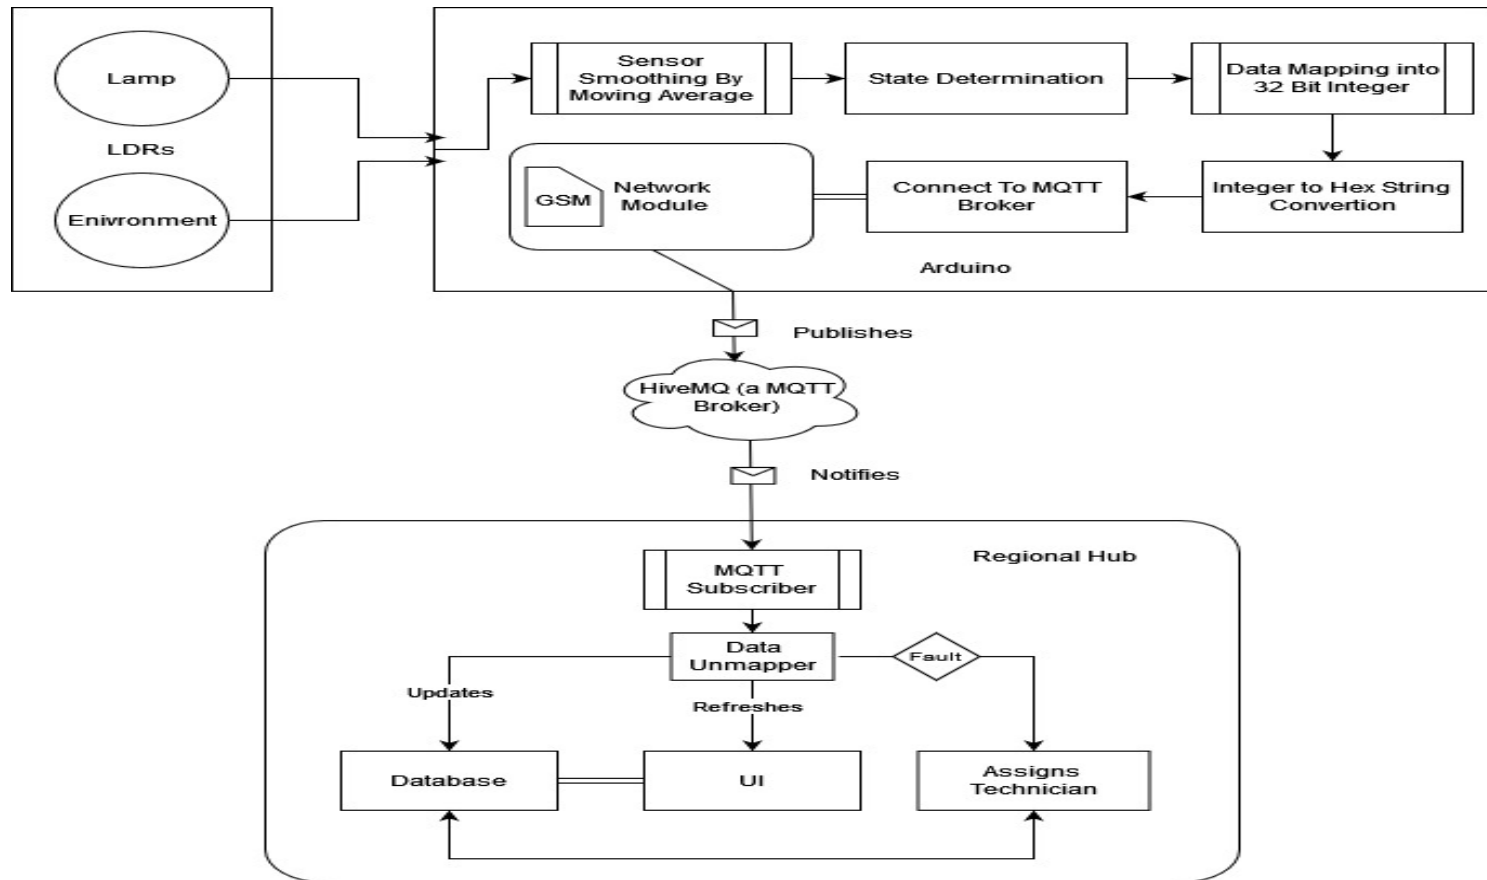 Lamp
LDRs
Enivronment
Sensor
Smoothing By
Moving Average
State Determination
Data Mapping into
32 Bit Integer
GSM
Network
Module
Connect To MQTT
Broker
Integer to Hex String
Convertion
Arduino
Publishes
HiveMQ (a MQTT
Broker)
Notifies
Regional Hub
MQTT
Subscriber
Data
Unmapper
Fault
Updates
Refreshes
Database
UI
Assigns
Technician